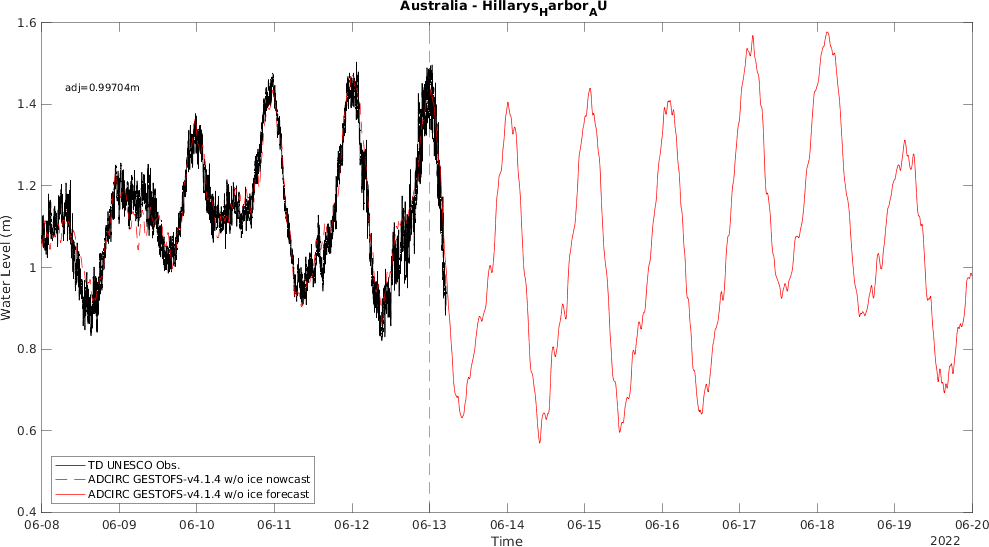 Australia - HillarysHarborAU
1.6
adj=0.99704m
1.4
1.2
1
0.8
0.6
0.4
Water Level (m)
TD UNESCO Obs.
ADCIRC GESTOFS-v4.1.4 w/o ice nowcast
ADCIRC GESTOFS-v4.1.4 w/o ice forecast
06-08 06-09 06-10 06-11 06-12 06-13 06-14 06-15 06-16 06-17 06-18 06-19 06-20
Time
2022